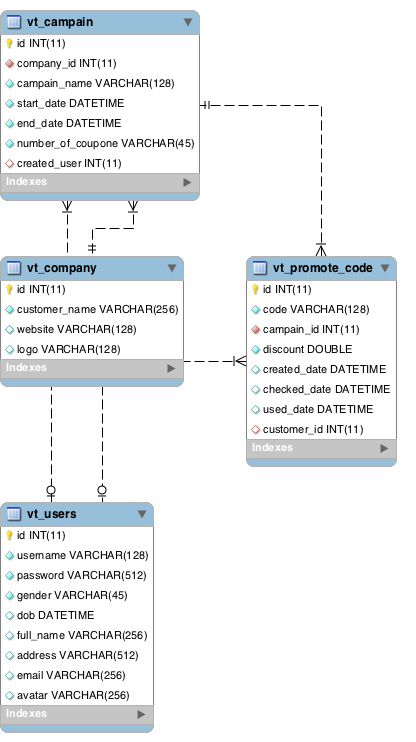 vt_campain
id INT(11)
company_id INT(11)
campain_name VARCHAR(128)
start_date DATETIME
end_date DATETIME
number_of_coupone VARCHAR(45)
created_user INT(11)
Indexes
vt_company
id INT(11)
customer_name VARCHAR(256)
website VARCHAR(128)
logo VARCHAR(128)
Indexes
vt_promote_code
id INT(11)
code VARCHAR(128)
campain_id INT(11)
discount DOUBLE
created_date DATETIME
checked_date DATETIME
used_date DATETIME
customer_id INT(11)
Indexes
vt_users
id INT(11)
username VARCHAR(128)
password VARCHAR(512)
gender VARCHAR(45)
dob DATETIME
full_name VARCHAR(256)
address VARCHAR(512)
email VARCHAR(256)
avatar VARCHAR(256)
Indexes